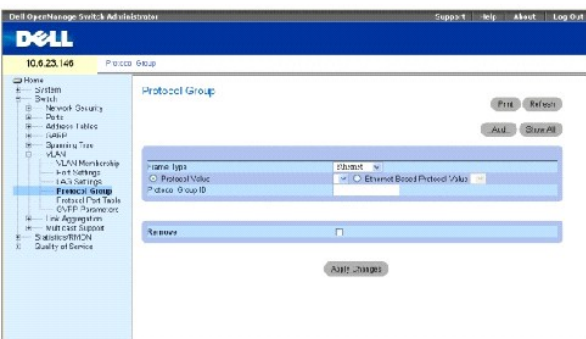 Dell OpenManage Switch Administrator
Support Help About Log Out
DELL
10.6.23.146
Protocol Group
Home
System
Switch
Network Security
Ports
Address Tables
GARP
Spanning Tree
VLAN
VLAN Membership
Port Settings
LAG Settings
Protocol Group
Protocol Port Table
GVRP Parameters
Link Aggregation
Multicast Support
Statistics/RMON
Quality of Service
Protocol Group
Print Refresh
Add Show All
Frame Type Ethernet
Protocol Value Ethernet Based Protocol Value
Protocol Group ID
Remove
Apply Changes